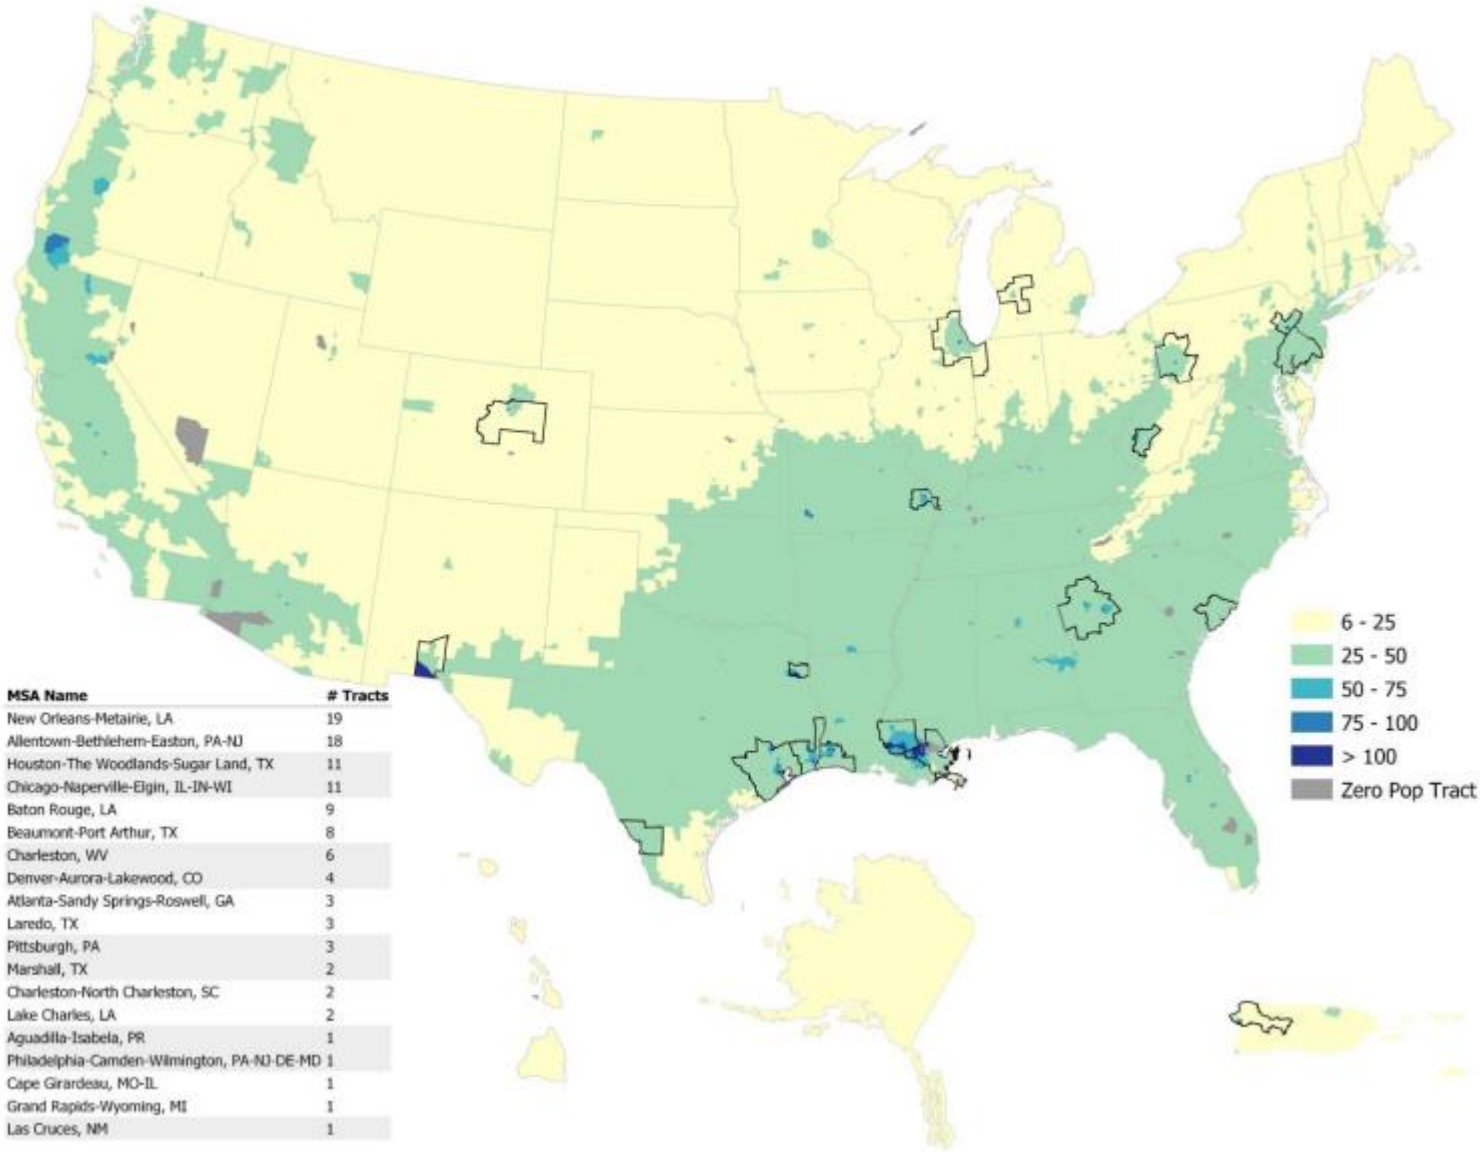 6 - 25
25 - 50
50 - 75
75 - 100
> 100
Zero Pop Tract
MSA Name # Tracts
New Orleans-Metairie, LA 19
Allentown-Bethlehem-Easton, PA-NJ 18
Houston-The Woodlands-Sugar Land, TX 11
Chicago-Naperville-Elgin, IL-IN-WI 11
Baton Rouge, LA 9
Beaumont-Port Arthur, TX 8
Charleston, WV 6
Denver-Aurora-Lakewood, CO 4
Atlanta-Sandy Springs-Roswell, GA 3
Laredo, TX 3
Pittsburgh, PA 3
Marshall, TX 2
Charleston-North Charleston, SC 2
Lake Charles, LA 2
Aguadilla-Isabela, PR 1
Philadelphia-Camden-Wilmington, PA-NJ-DE-MD 1
Cape Girardeau, MO-IL 1
Grand Rapids-Wyoming, MI 1
Las Cruces, NM 1